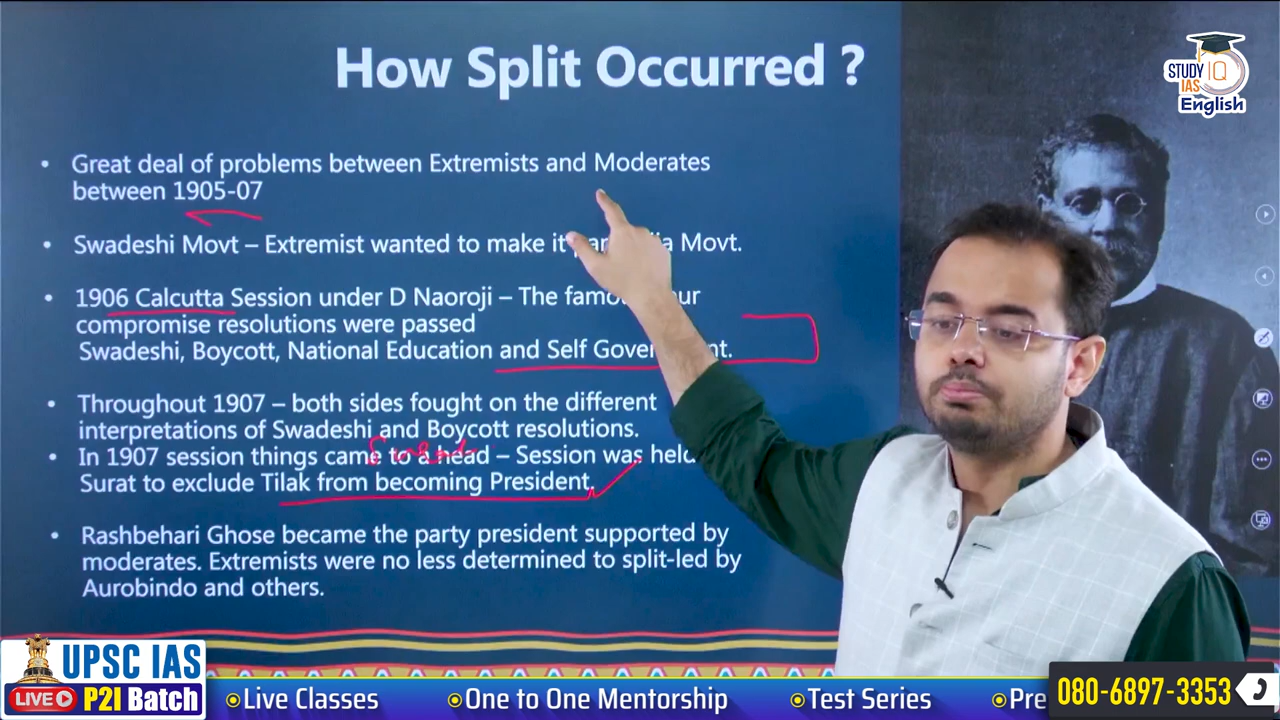 How Split Occurred ?
STUDY IQ
IAS
English
• Great deal of problems between Extremists and Moderates
between 1905-07
• Swadeshi Movt – Extremist wanted to make it Movt.
• 1906 Calcutta Session under D Naoroji – The
compromise resolutions were passed
Swadeshi, Boycott, National Education and Self
• Throughout 1907 – both sides fought on the different
interpretations of Swadeshi and Boycott resolutions.
• In 1907 session things came to a head – Session was held
Surat to exclude Tilak from becoming President.
• Rashbehari Ghose became the party president supported by
moderates. Extremists were no less determined to split-led by
Aurobindo and others.
UPSC IAS
LIVE P2I Batch
Live Classes
One to One Mentorship
Test Series
080-6897-3353